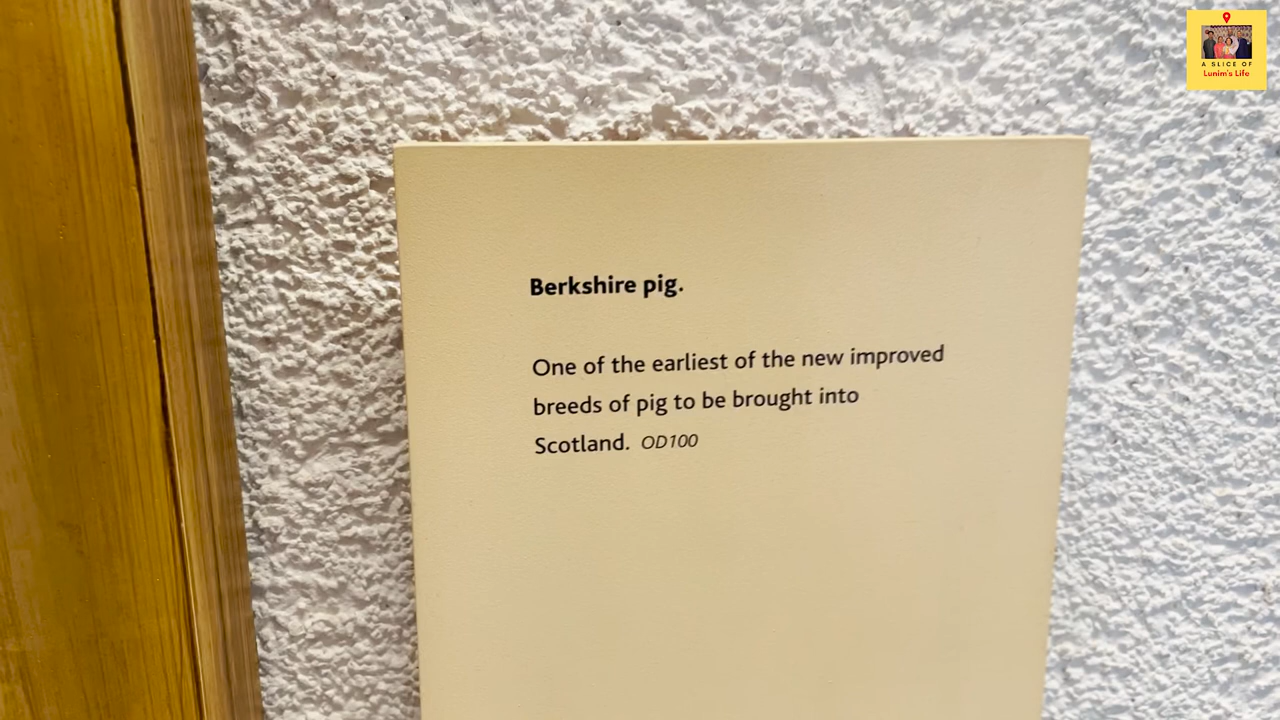 A SLICE OF
Lunim's Life
Berkshire pig.
One of the earliest of the new improved
breeds of pig to be brought into
Scotland. OD100